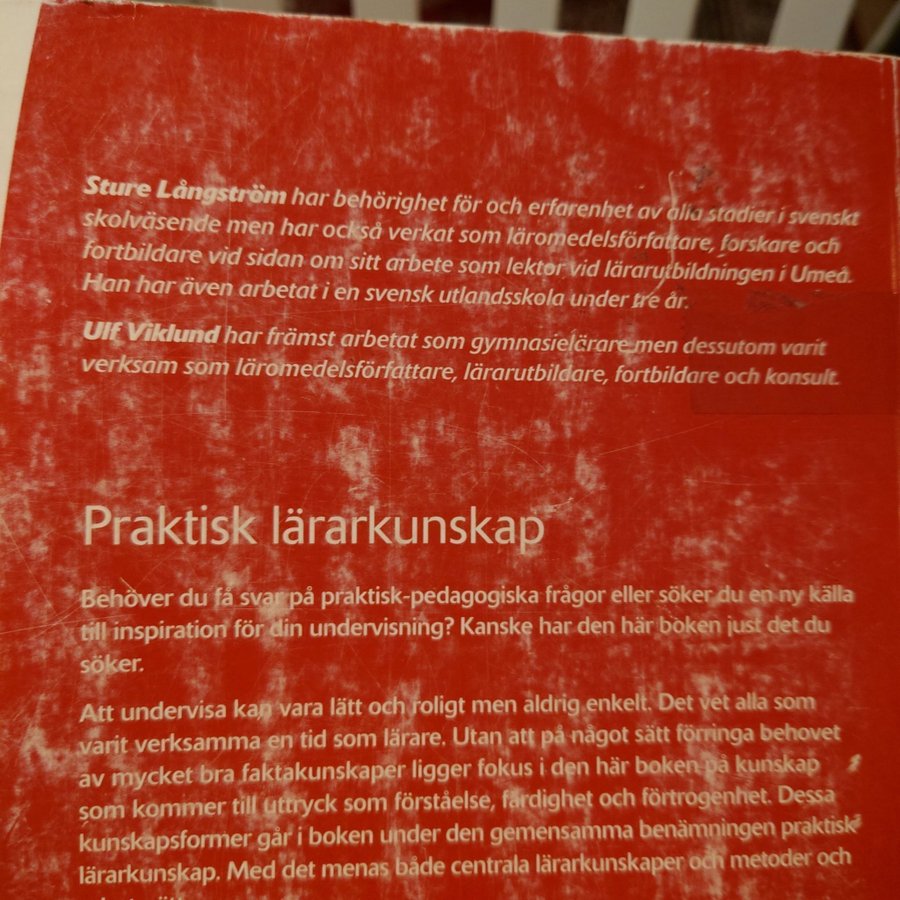 Sture Långström har behörighet för och erfarenhet av alla stadier i svenskt
skolväsende men har också verkat som läromedelsförfattare, forskare och
fortbildare vid sidan om sitt arbete som lektor vid lärarutbildningen i Umeå.
Han har även arbetat i en svensk utlandsskola under tre år.
Ulf Viklund har främst arbetat som gymnasielärare men dessutom varit
verksam som läromedelsförfattare, lärarutbildare, fortbildare och konsult.
Praktisk lärarkunskap
Behöver du få svar på praktisk-pedagogiska frågor eller söker du en ny källa
till inspiration för din undervisning? Kanske har den här boken just det du
söker.
Att undervisa kan vara lätt och roligt men aldrig enkelt. Det vet alla som
varit verksamma en tid som lärare. Utan att på något sätt förringa behovet
av mycket bra faktakunskaper ligger fokus i den här boken på kunskap
som kommer till uttryck som förståelse, färdighet och förtrogenhet. Dessa
kunskapsformer går i boken under den gemensamma benämningen praktisk
lärarkunskap. Med det menas både centrala lärarkunskaper och metoder och